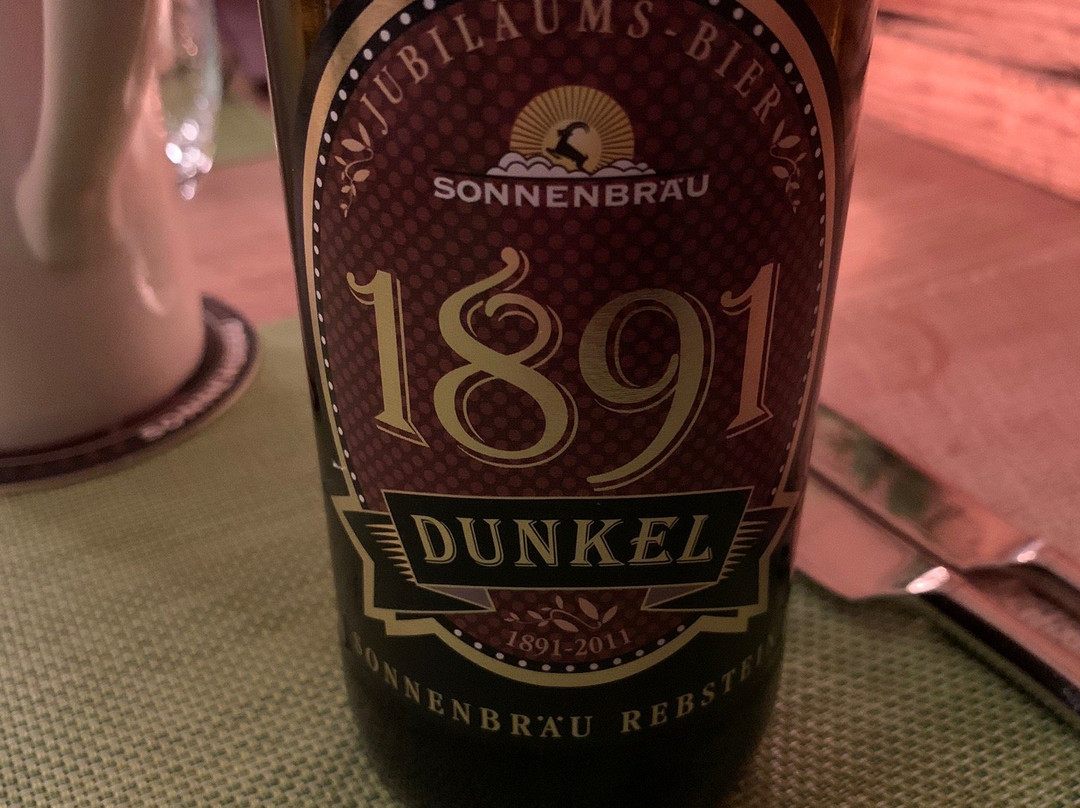 JUBILÄUMS-BIER
SONNENBRÄU
1891
DUNKEL
1891-2011
SONNENBRÄU REBSTEIN